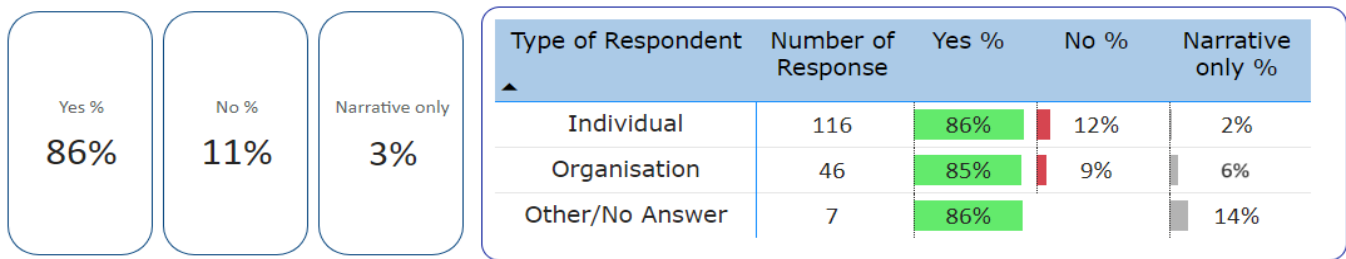 Yes %
86%
No %
11%
Narrative only
3%
Type of Respondent Number of Response Yes % No % Narrative only %
Individual 116 86% 12% 2%
Organisation 46 85% 9% 6%
Other/No Answer 7 86% 14%